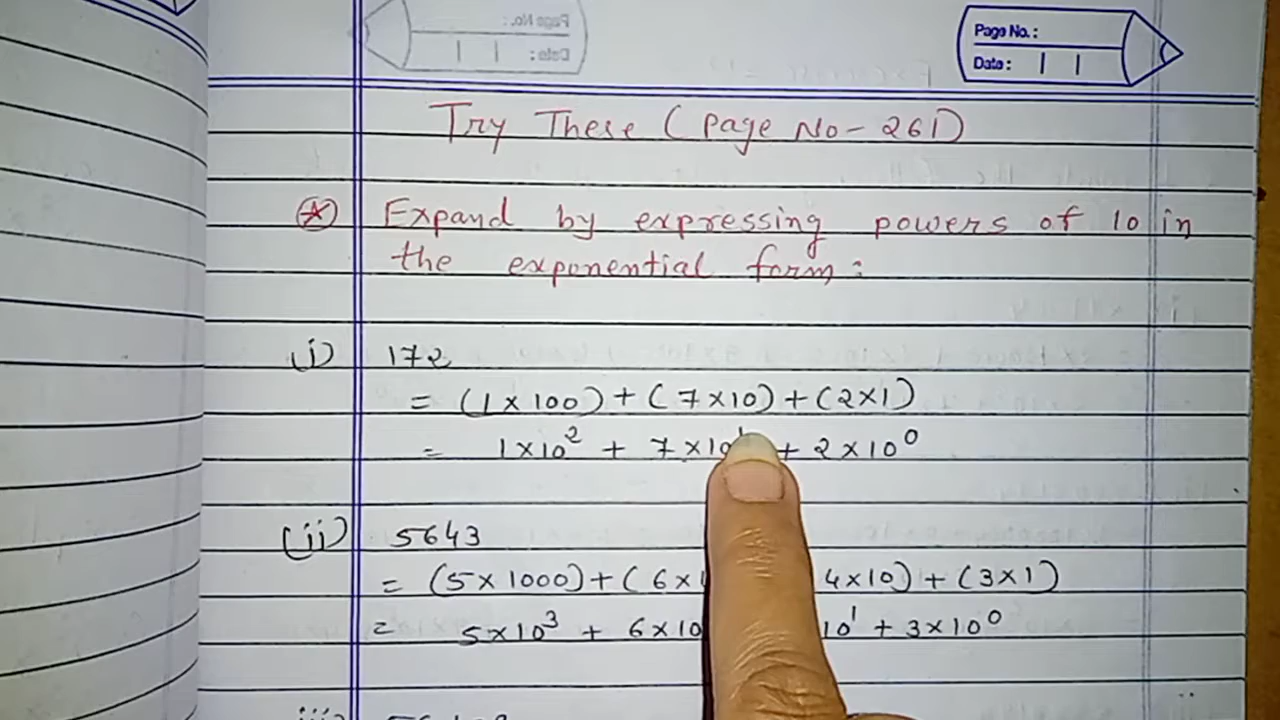 Page No.:
Date:
Try These (Page No-261)
Expand by expressing powers of 10 in
the exponential form:
(i) 172
= (1×100)+(7×10)+(2×1)
= 1×10² + 7×10¹ + 2×10⁰
(ii) 5643
= (5×1000)+(6× 4×10)+(3×1)
= 5×10³ + 6×10 10¹ + 3×10⁰